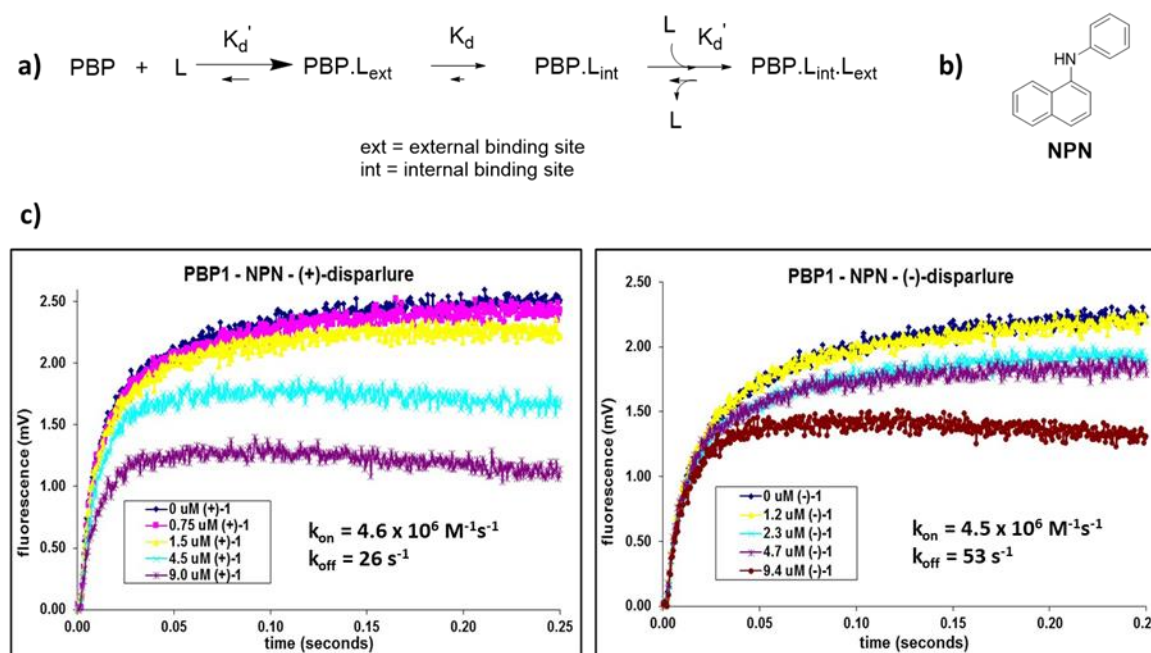 a) PBP + L K_d' PBP.L_ext K_d PBP.L_int L K_d' L PBP.L_int.L_ext
ext = external binding site
int = internal binding site
b) HN
NPN
c)
PBP1 - NPN - (+)-disparlure
fluorescence (mV)
2.50
2.00
1.50
1.00
0.50
0.00
0.00 0.05 0.10 0.15 0.20 0.25
time (seconds)
0 uM (+)-1
0.75 uM (+)-1
1.5 uM (+)-1
4.5 uM (+)-1
9.0 uM (+)-1
k_on = 4.6 x 10⁶ M⁻¹s⁻¹
k_off = 26 s⁻¹
PBP1 - NPN - (-)-disparlure
fluorescence (mV)
2.50
2.00
1.50
1.00
0.50
0.00
0.00 0.05 0.10 0.15 0.20 0.2
time (seconds)
0 uM (-)-1
1.2 uM (-)-1
2.3 uM (-)-1
4.7 uM (-)-1
9.4 uM (-)-1
k_on = 4.5 x 10⁶ M⁻¹s⁻¹
k_off = 53 s⁻¹